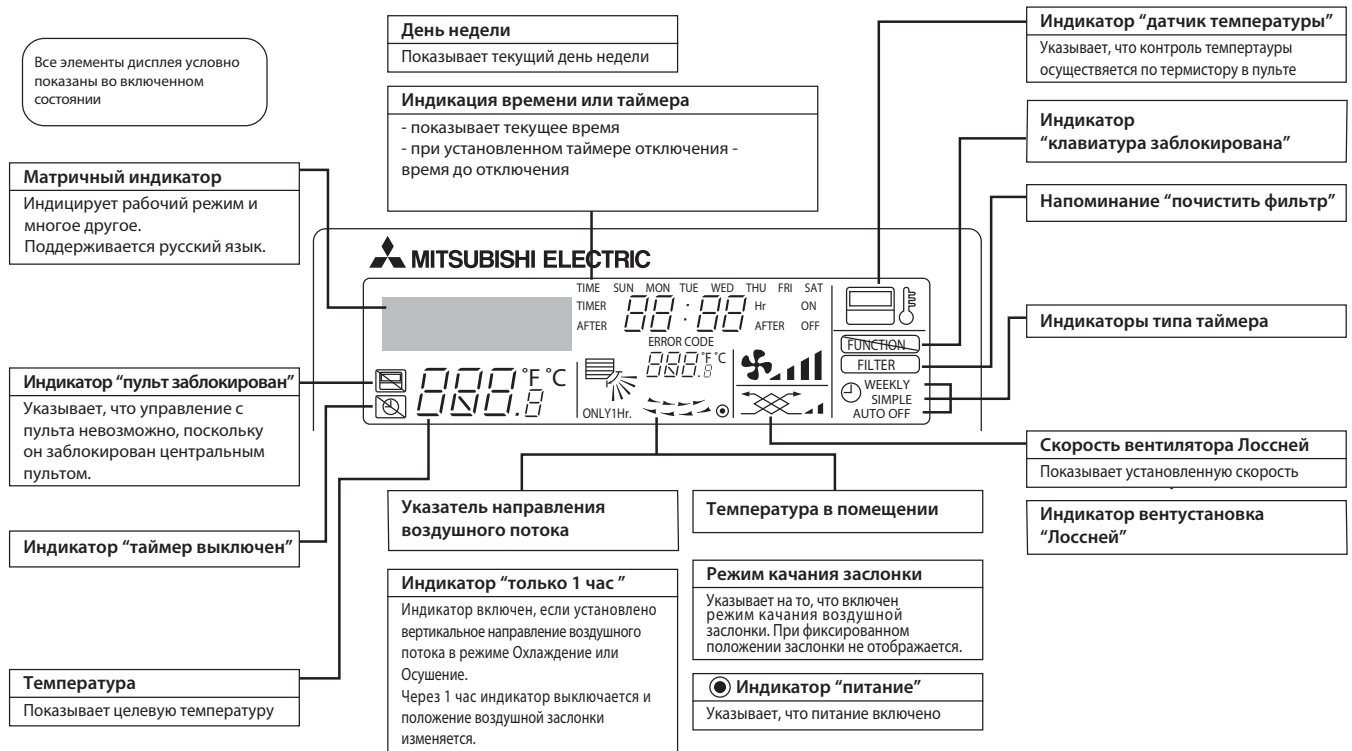 Все элементы дисплея условно
показаны во включенном
состоянии
День недели
Показывает текущий день недели
Индикация времени или таймера
- показывает текущее время
- при установленном таймере отключения -
время до отключения
Индикатор “датчик температуры”
Указывает, что контроль темпертауры
осуществяется по термистору в пульте
Индикатор
“клавиатура заблокирована”
Напоминание “почистить фильтр”
Индикаторы типа таймера
Матричный индикатор
Индицирует рабочий режим и
многое другое.
Поддерживается русский язык.
Индикатор “пульт заблокирован”
Указывает, что управление с
пульта невозможно, поскольку
он заблокирован центральным
пультом.
Индикатор “таймер выключен”
Температура
Показывает целевую температуру
MITSUBISHI ELECTRIC
TIME SUN MON TUE WED THU FRI SAT
TIMER 88:88 Hr ON
AFTER AFTER OFF
ERROR CODE
FUNCTION
FILTER
WEEKLY
SIMPLE
AUTO OFF
888.8 °F °C
888.8 °F °C
ONLY1Hr.
Указатель направления
воздушного потока
Индикатор “только 1 час ”
Индикатор включен, если установлено
вертикальное направление воздушного
потока в режиме Охлаждение или
Осушение.
Через 1 час индикатор выключается и
положение воздушной заслонки
изменяется.
Температура в помещении
Режим качания заслонки
Указывает на то, что включен
режим качания воздушной
заслонки. При фиксированном
положении заслонки не отображается.
Индикатор “питание”
Указывает, что питание включено
Скорость вентилятора Лоссней
Показывает установленную скорость
Индикатор вентустановка
“Лоссней”